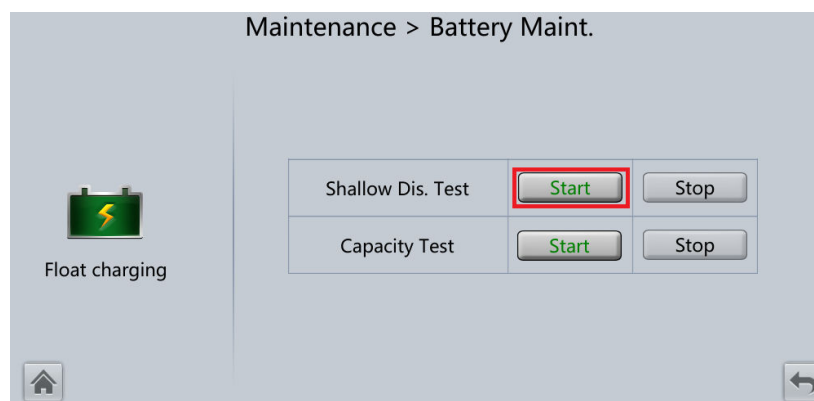 Maintenance > Battery Maint.
Shallow Dis. Test Start Stop
Capacity Test Start Stop
Float charging